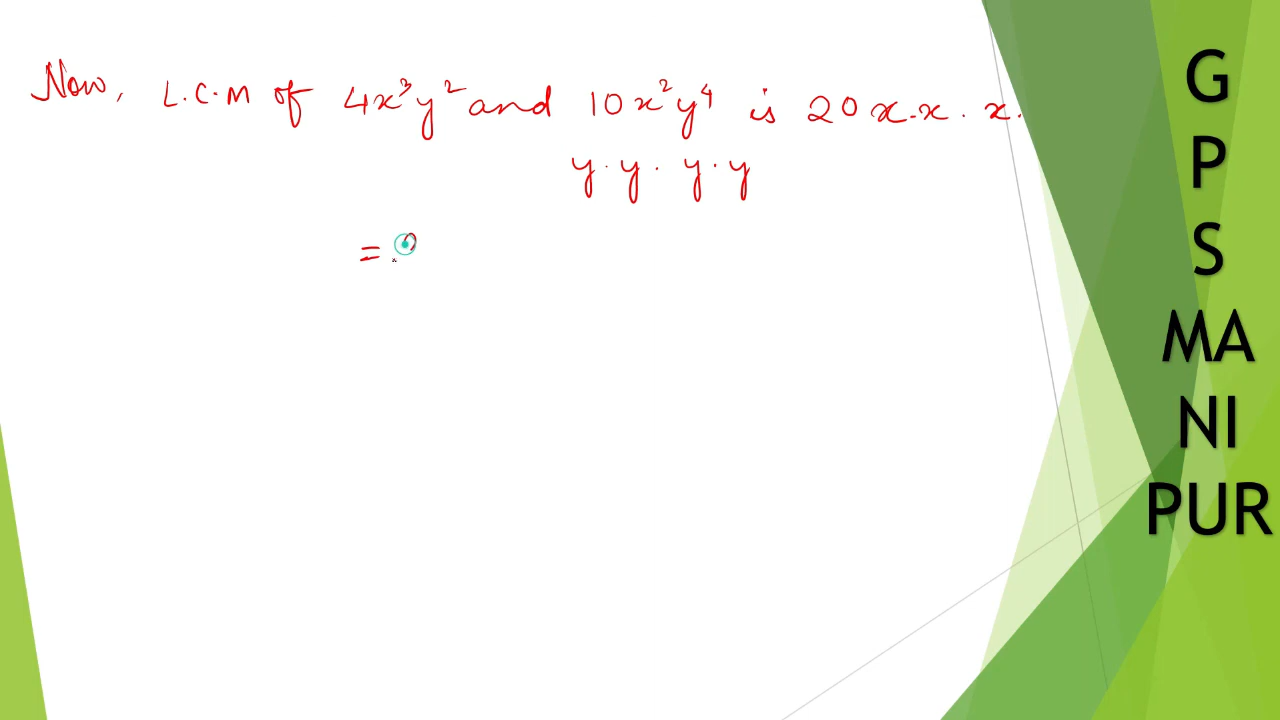 Now, L.C.M of 4x³y² and 10x²y⁴ is 20x.x.x.
y.y.y.y
=
G
P
S
MA
NI
PUR